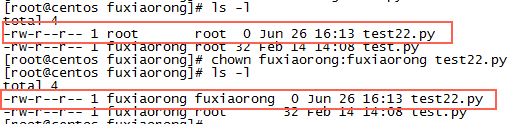 [root@centos fuxiaorong]# ls -l
total 4
-rw-r--r-- 1 root       root  0 Jun 26 16:13 test22.py
-rw-r--r-- 1 fuxiaorong root 32 Feb 14 14:08 test.py
[root@centos fuxiaorong]# chown fuxiaorong:fuxiaorong test22.py
[root@centos fuxiaorong]# ls -l
total 4
-rw-r--r-- 1 fuxiaorong fuxiaorong  0 Jun 26 16:13 test22.py
-rw-r--r-- 1 fuxiaorong root       32 Feb 14 14:08 test.py
[root@centos fuxiaorong]#